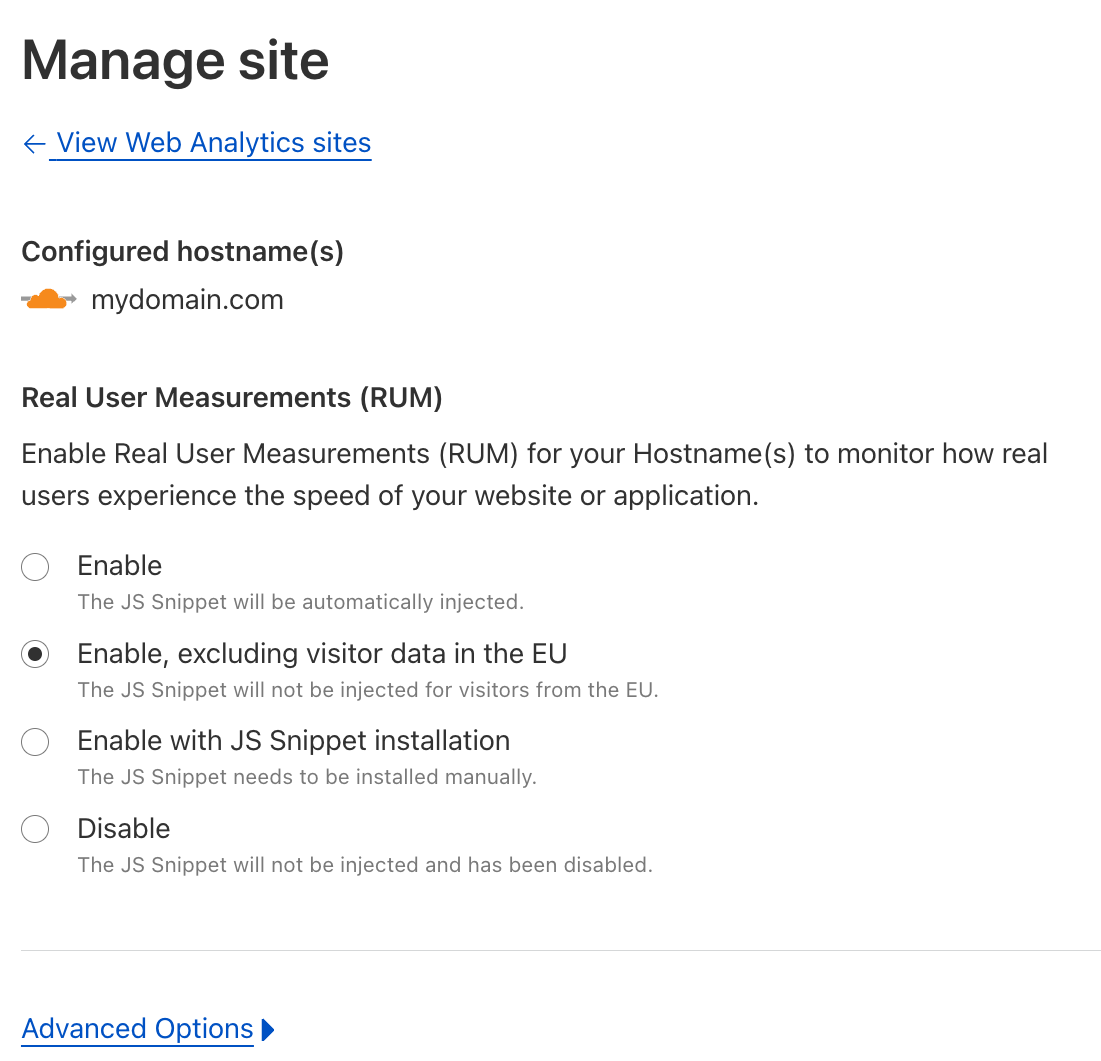 Manage site
← View Web Analytics sites
Configured hostname(s)
mydomain.com
Real User Measurements (RUM)
Enable Real User Measurements (RUM) for your Hostname(s) to monitor how real
users experience the speed of your website or application.
Enable
The JS Snippet will be automatically injected.
Enable, excluding visitor data in the EU
The JS Snippet will not be injected for visitors from the EU.
Enable with JS Snippet installation
The JS Snippet needs to be installed manually.
Disable
The JS Snippet will not be injected and has been disabled.
Advanced Options